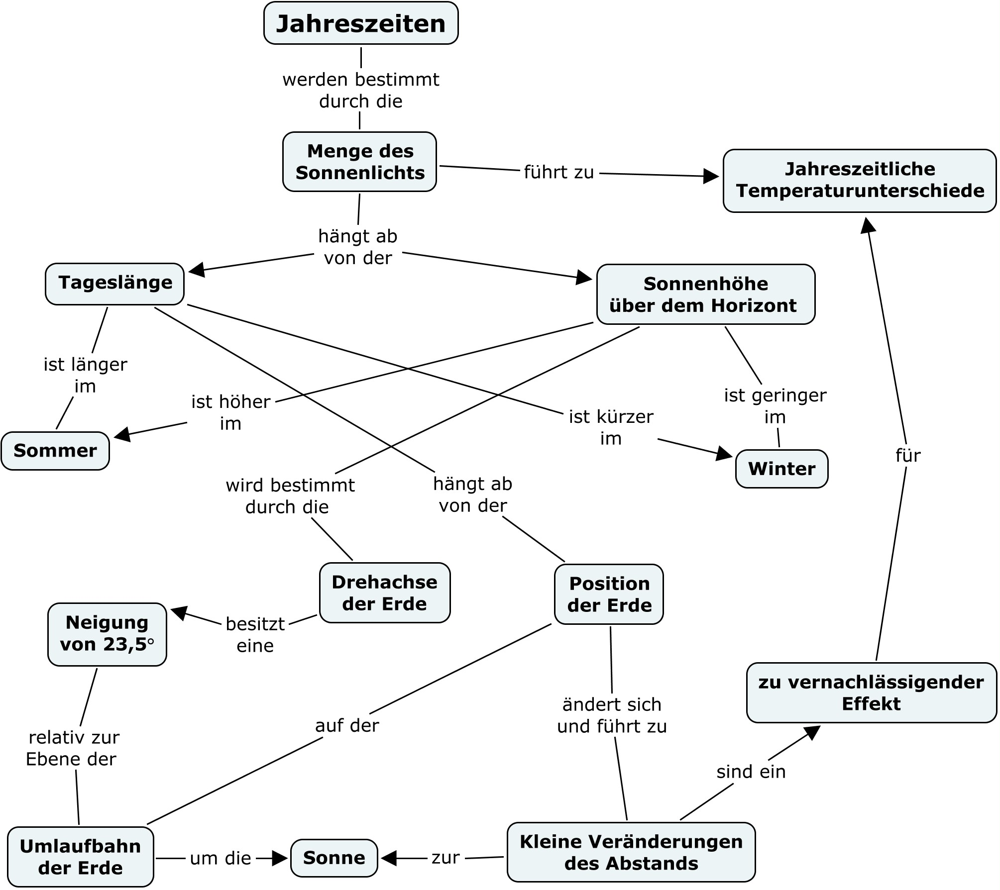 Jahreszeiten
werden bestimmt
durch die
Menge des
Sonnenlichts
führt zu
Jahreszeitliche
Temperaturunterschiede
hängt ab
von der
Tageslänge
Sonnenhöhe
über dem Horizont
ist länger
im
ist höher
im
ist kürzer
im
ist geringer
im
Sommer
Winter
für
wird bestimmt
durch die
hängt ab
von der
Drehachse
der Erde
Position
der Erde
besitzt
eine
Neigung
von 23,5°
zu vernachlässigender
Effekt
auf der
ändert sich
und führt zu
relativ zur
Ebene der
sind ein
Umlaufbahn
der Erde
um die
Sonne
zur
Kleine Veränderungen
des Abstands